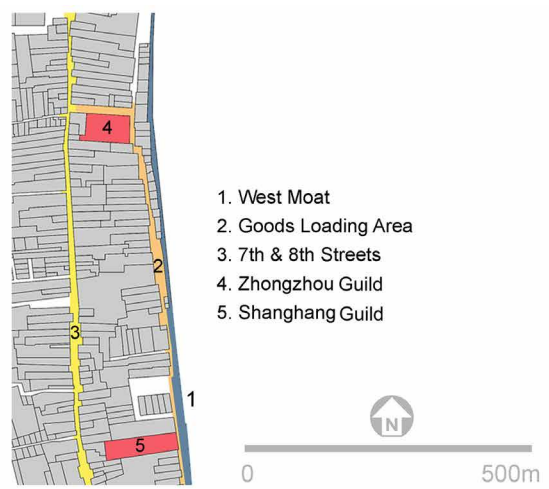 4
2
3
1
5
1. West Moat
2. Goods Loading Area
3. 7th & 8th Streets
4. Zhongzhou Guild
5. Shanghang Guild
N
0 500m